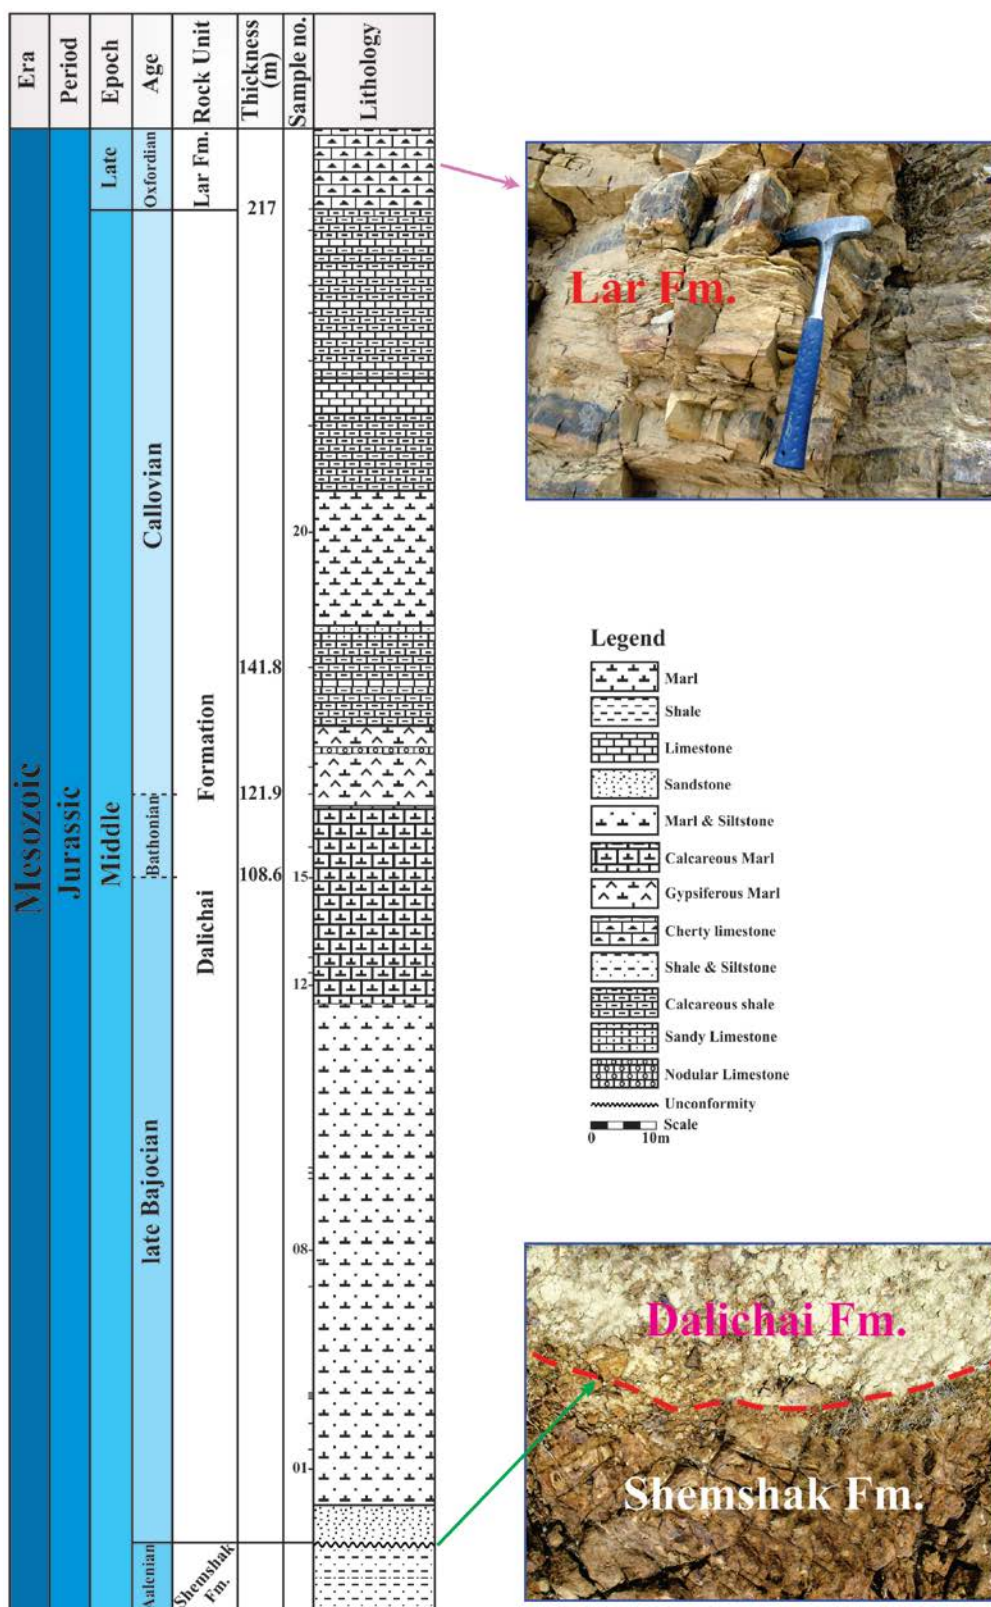 Era
Period
Epoch
Age
Rock Unit
Thickness
(m)
Sample no.
Lithology
Mesozoic
Jurassic
Late
Middle
Oxfordian
Callovian
Bathonian
late Bajocian
Aalenian
Lar Fm.
Dalichai Formation
Shemshak
Fm.
217
141.8
121.9
108.6
20
15
12
08
01
Lar Fm.
Legend
Marl
Shale
Limestone
Sandstone
Marl & Siltstone
Calcareous Marl
Gypsiferous Marl
Cherty limestone
Shale & Siltstone
Calcareous shale
Sandy Limestone
Nodular Limestone
Unconformity
Scale
0 10m
Dalichai Fm.
Shemshak Fm.